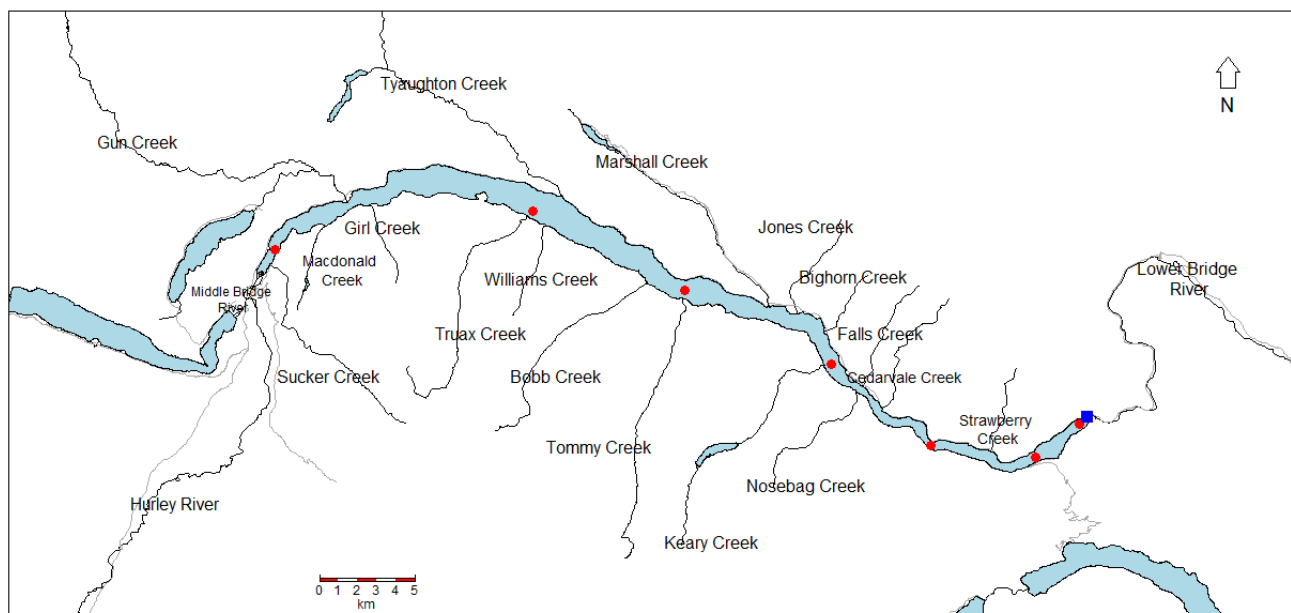 Tyaughton Creek
N
Gun Creek
Marshall Creek
Jones Creek
Girl Creek
Macdonald
Creek
Bighorn Creek
Lower Bridge
River
Williams Creek
Middle Bridge
River
Truax Creek
Falls Creek
Sucker Creek
Bobb Creek
Cedarvale Creek
Strawberry
Creek
Tommy Creek
Nosebag Creek
Hurley River
Keary Creek
0 1 2 3 4 5
km